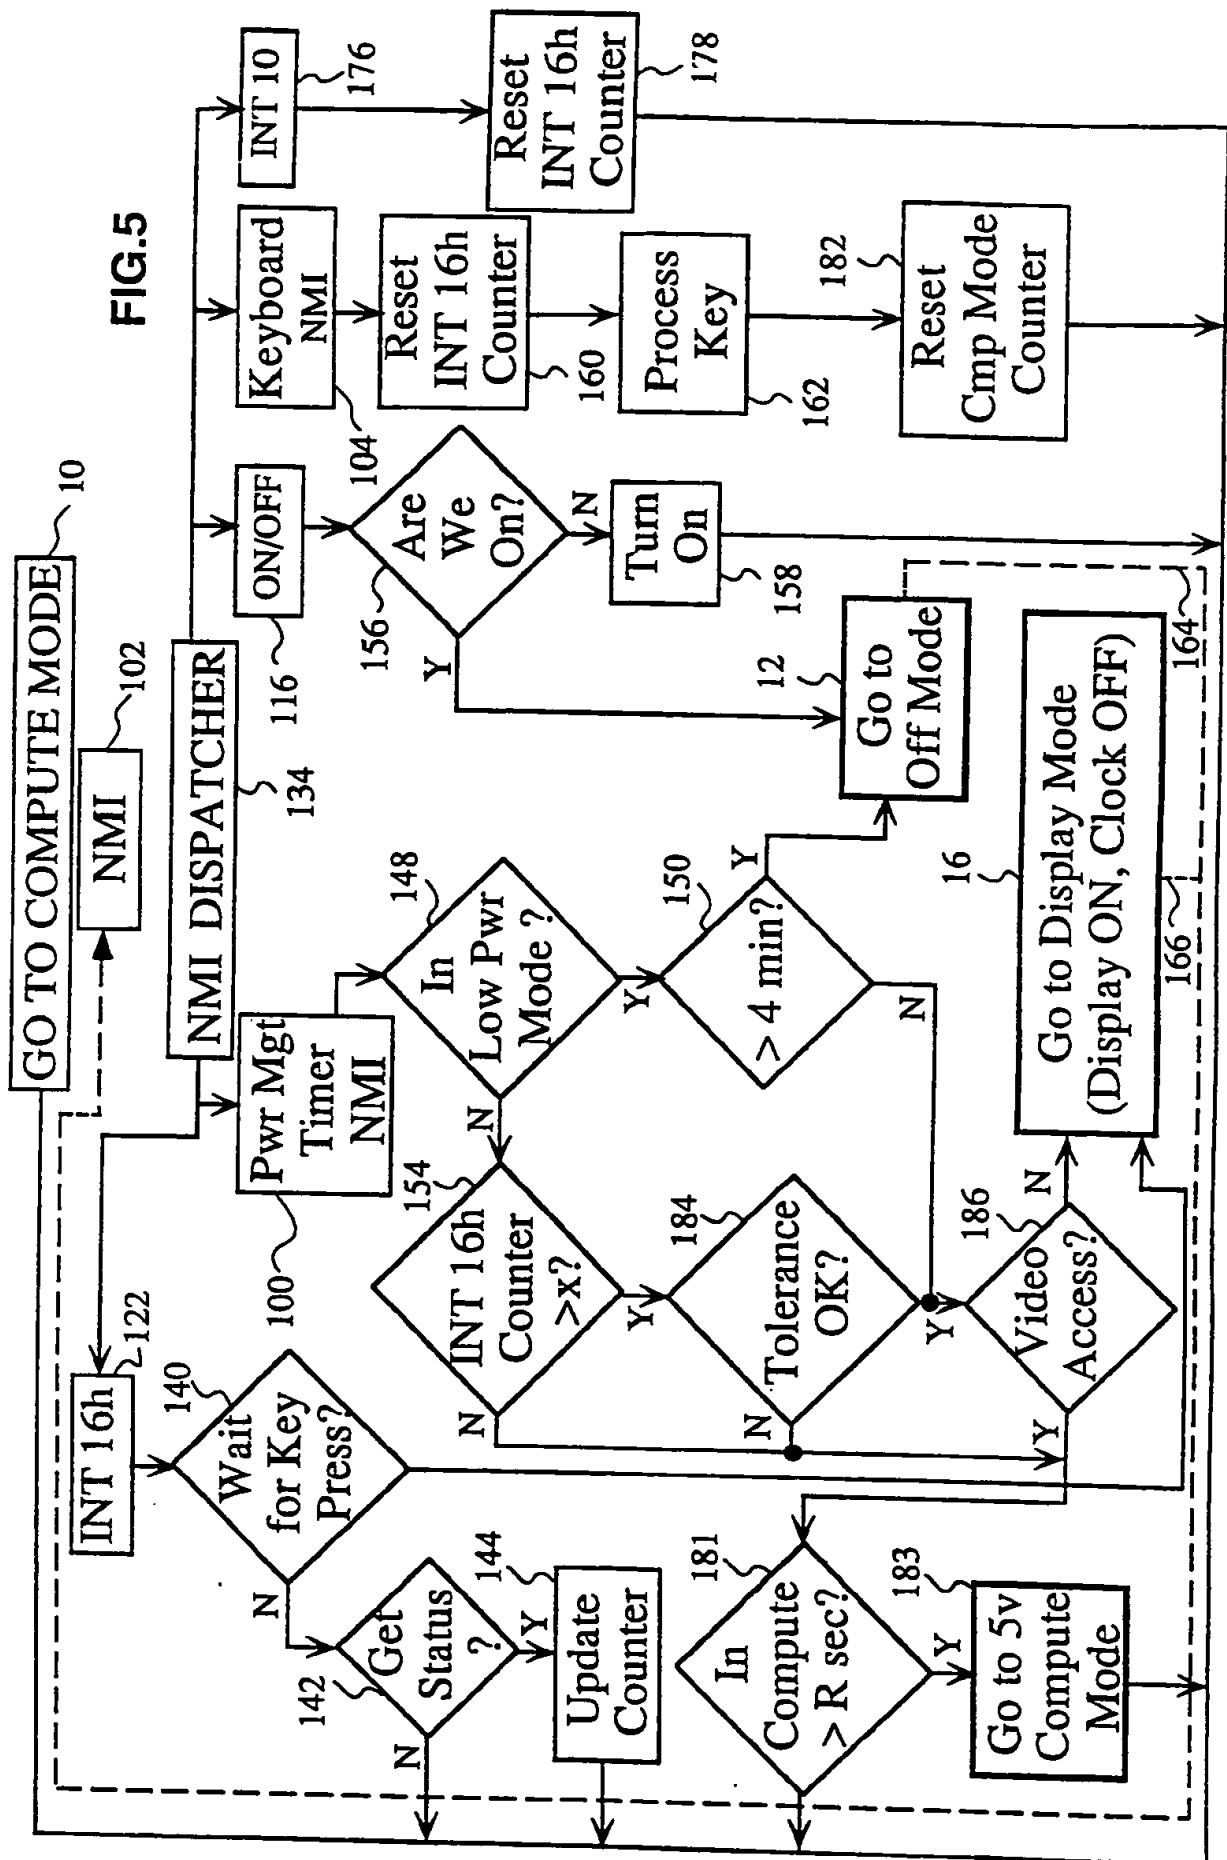 FIG.5
GO TO COMPUTE MODE
10
NMI
102
NMI DISPATCHER
134
INT 16h
122
Wait
for Key
Press?
140
N
Get
Status
?
142
N
Y
Update
Counter
144
Pwr Mgt
Timer
NMI
100
In
Low Pwr
Mode ?
148
N
Y
INT 16h
Counter
>x?
154
N
Y
> 4 min?
150
Y
N
Tolerance
OK?
184
N
Y
Video
Access?
186
Y
N
In
Compute
> R sec?
181
Y
Go to 5v
Compute
Mode
183
Go to Display Mode
(Display ON, Clock OFF)
16
166
ON/OFF
116
Are
We
On?
156
Y
N
Turn
On
158
Go to
Off Mode
12
164
Keyboard
NMI
104
Reset
INT 16h
Counter
160
Process
Key
162
Reset
Cmp Mode
Counter
182
INT 10
176
Reset
INT 16h
Counter
178